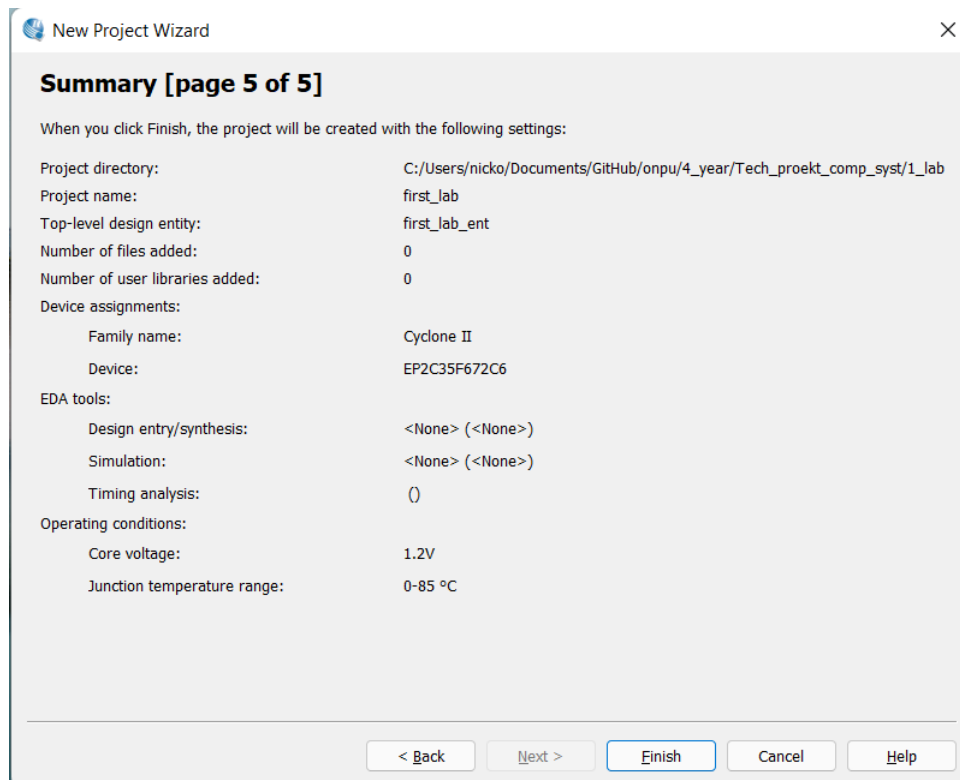 New Project Wizard
Summary [page 5 of 5]
When you click Finish, the project will be created with the following settings:
Project directory: C:/Users/nicko/Documents/GitHub/onpu/4_year/Tech_proekt_comp_syst/1_lab
Project name: first_lab
Top-level design entity: first_lab_ent
Number of files added: 0
Number of user libraries added: 0
Device assignments:
Family name: Cyclone II
Device: EP2C35F672C6
EDA tools:
Design entry/synthesis: <None> (<None>)
Simulation: <None> (<None>)
Timing analysis: ()
Operating conditions:
Core voltage: 1.2V
Junction temperature range: 0-85 ºC
< Back Next > Finish Cancel Help